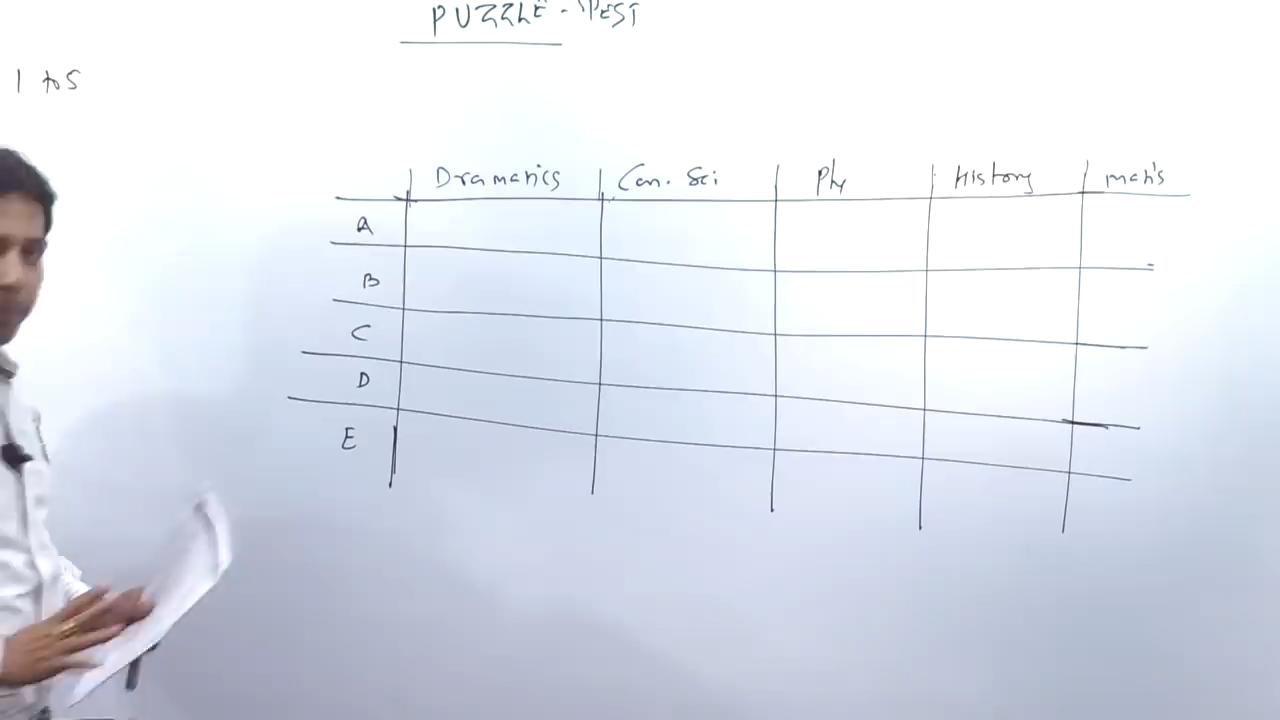 PUZZLE - TEST
1 to 5
Dramatics Com. Sci Phy History maths
A
B
C
D
E